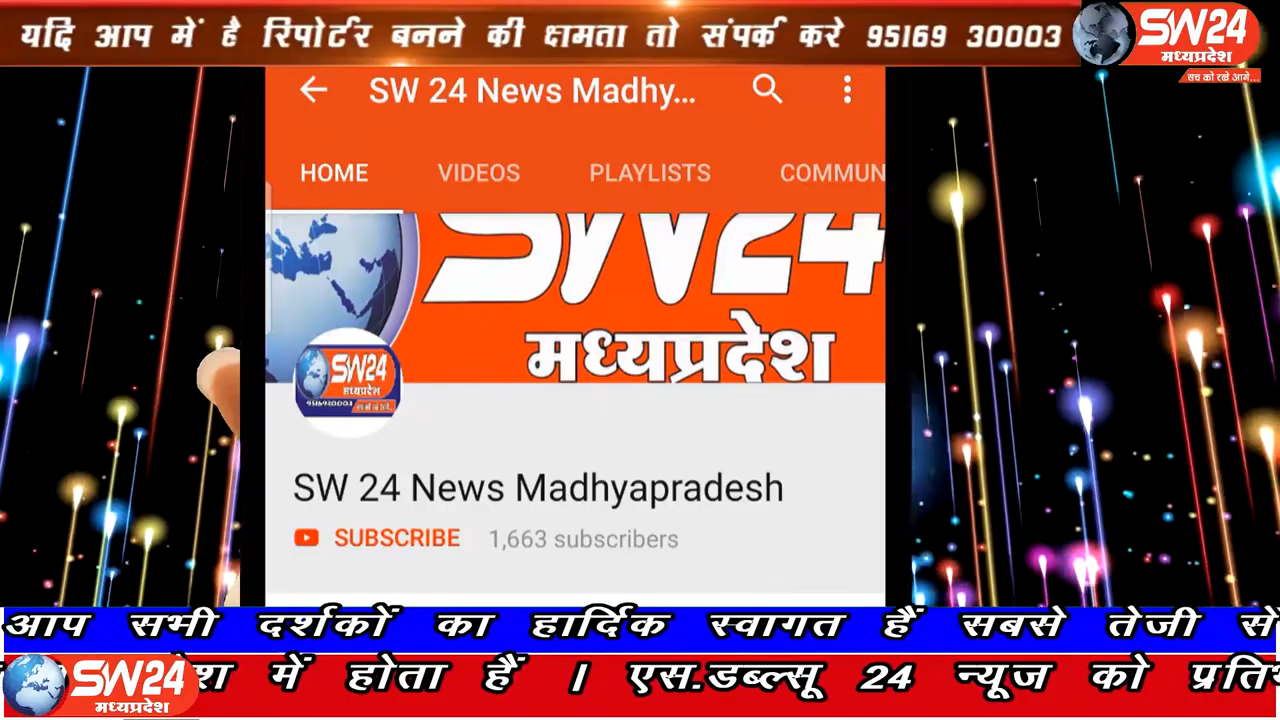 यदि आप में है रिपोर्टर बनने की क्षमता तो संपर्क करे 95169 30003
SW24
मध्यप्रदेश
सच को रखे आगे...
SW 24 News Madhy...
HOME VIDEOS PLAYLISTS COMMUN
SW24
मध्यप्रदेश
SW24
मध्यप्रदेश
9516930003
SW 24 News Madhyapradesh
SUBSCRIBE 1,663 subscribers
आप सभी दर्शकों का हार्दिक स्वागत हैं सबसे तेजी से
में होता हैं । एस.डब्ल्सू 24 न्यूज को
SW24
मध्यप्रदेश